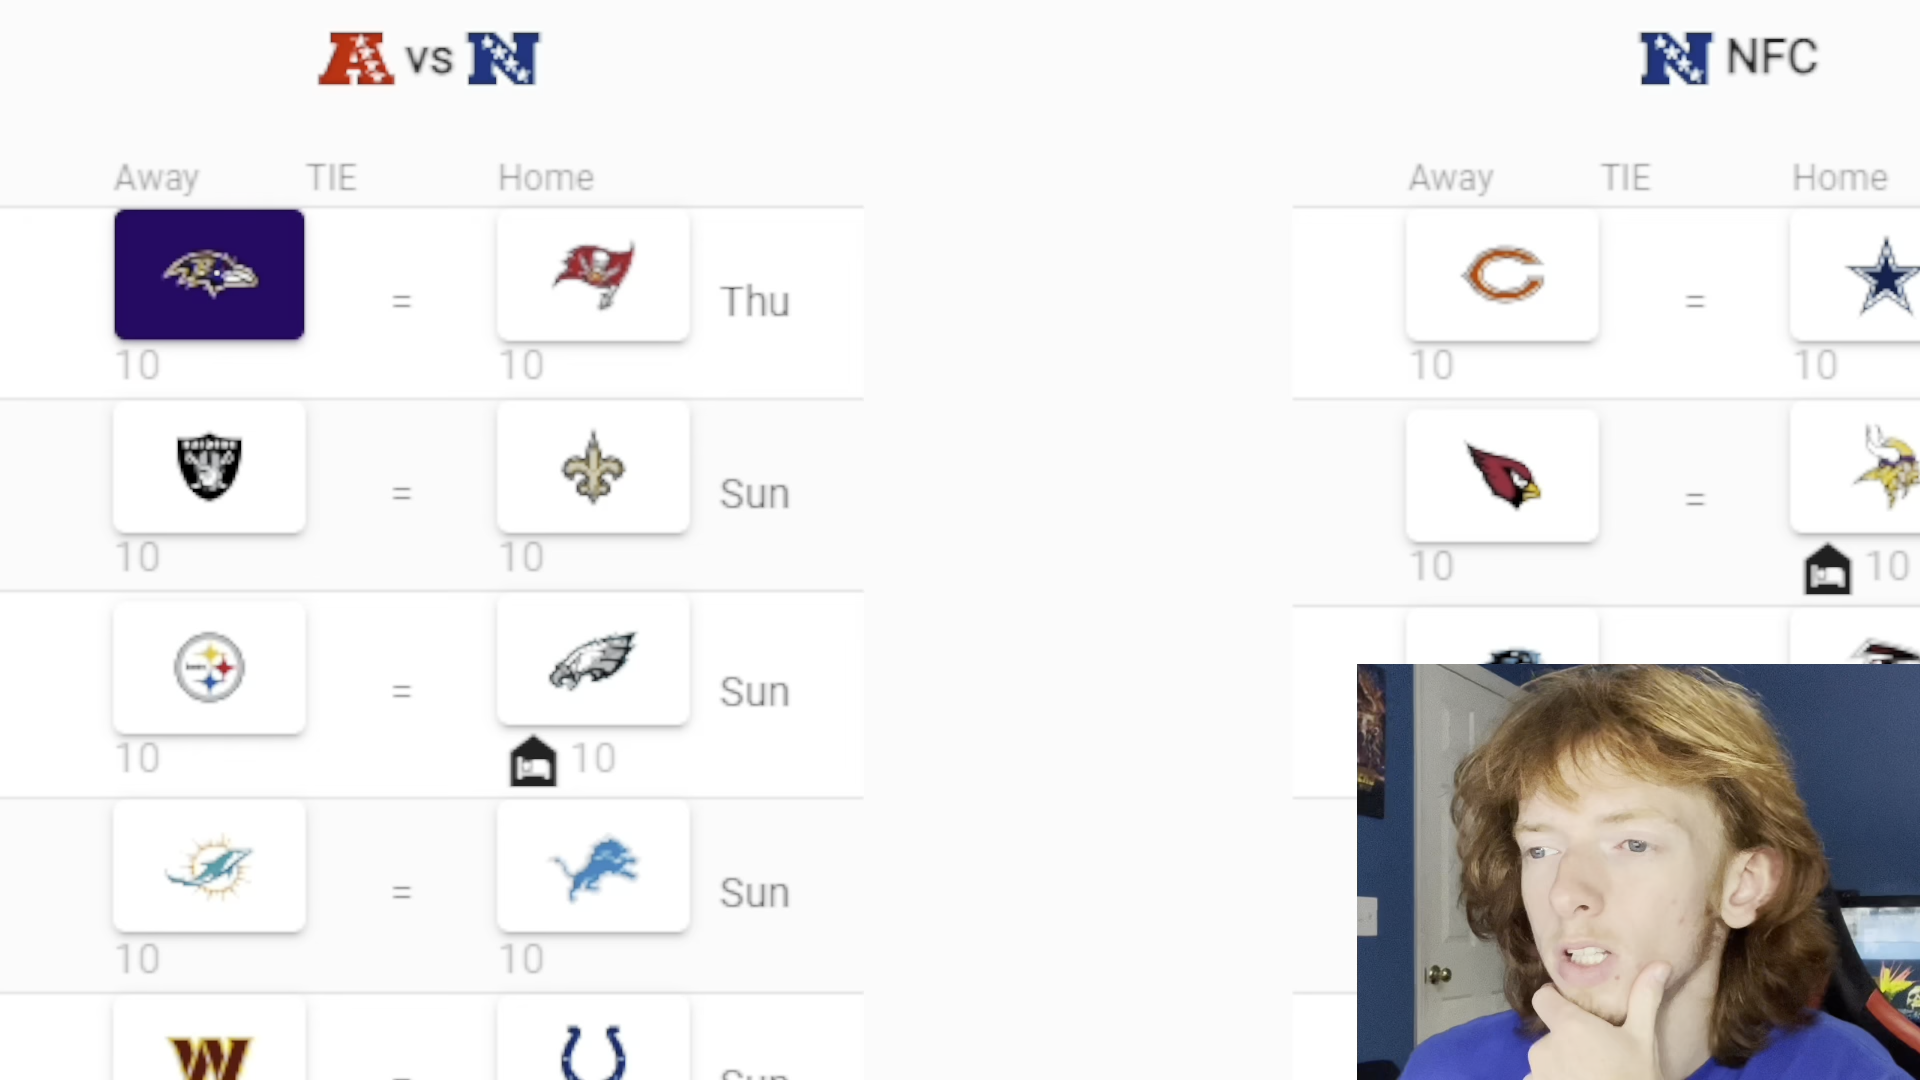 vs
NFC
Away TIE Home
Away TIE Home
= Thu
10 10
=
10 10
RAIDERS
= Sun
10 10
=
10 10
= Sun
10 10
= Sun
10 10
W